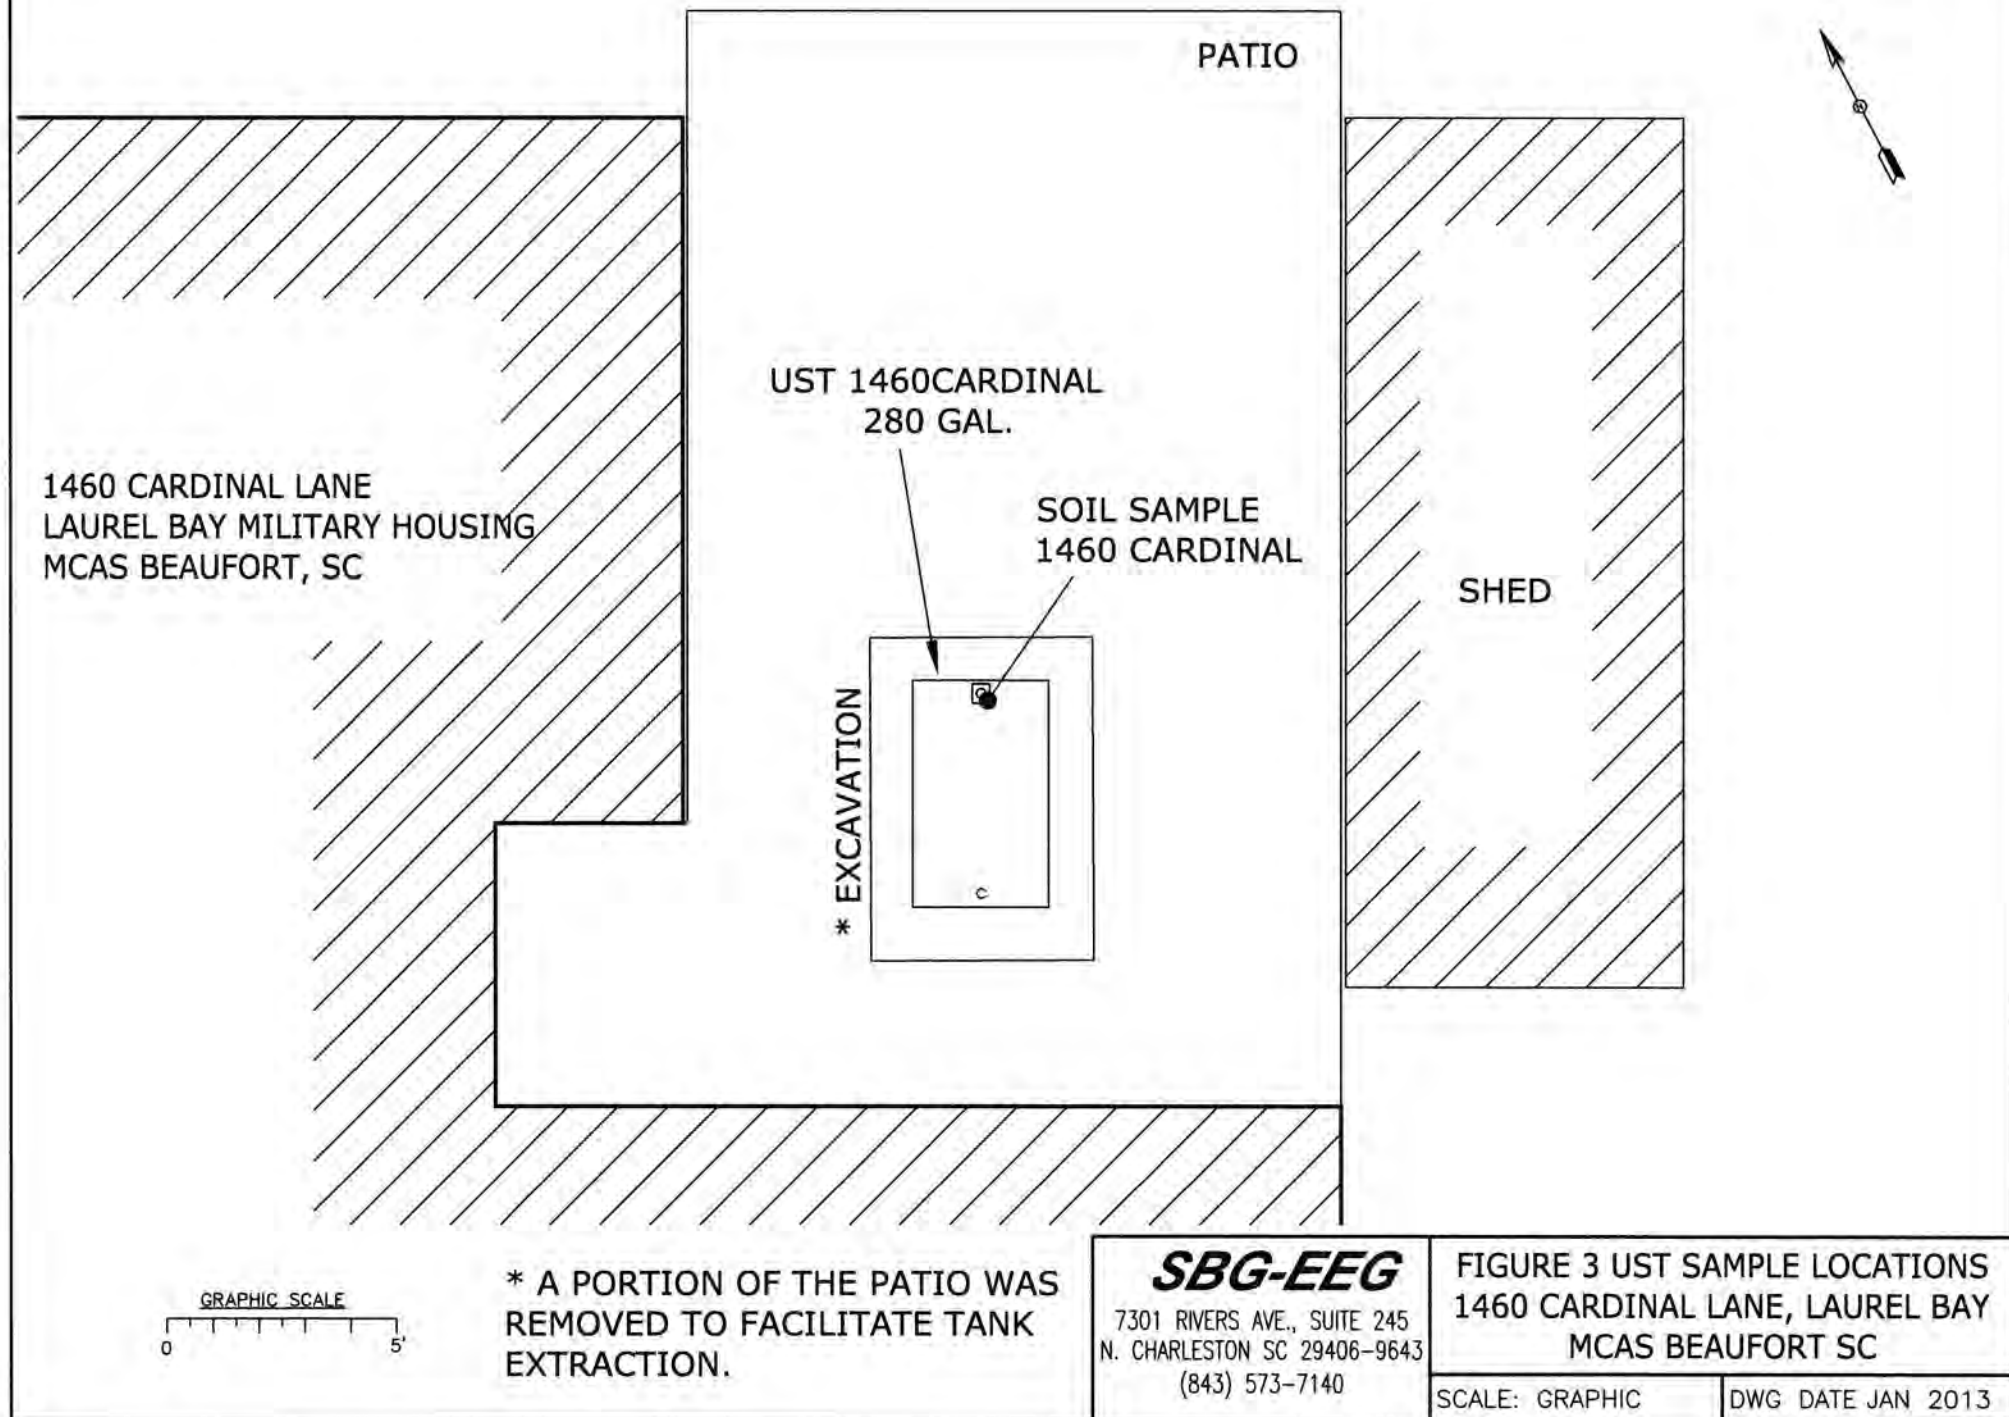 PATIO
UST 1460CARDINAL
280 GAL.
1460 CARDINAL LANE
LAUREL BAY MILITARY HOUSING
MCAS BEAUFORT, SC
SOIL SAMPLE
1460 CARDINAL
SHED
* EXCAVATION
GRAPHIC SCALE
0 5'
* A PORTION OF THE PATIO WAS
REMOVED TO FACILITATE TANK
EXTRACTION.
SBG-EEG
7301 RIVERS AVE., SUITE 245
N. CHARLESTON SC 29406-9643
(843) 573-7140
FIGURE 3 UST SAMPLE LOCATIONS
1460 CARDINAL LANE, LAUREL BAY
MCAS BEAUFORT SC
SCALE: GRAPHIC
DWG DATE JAN 2013